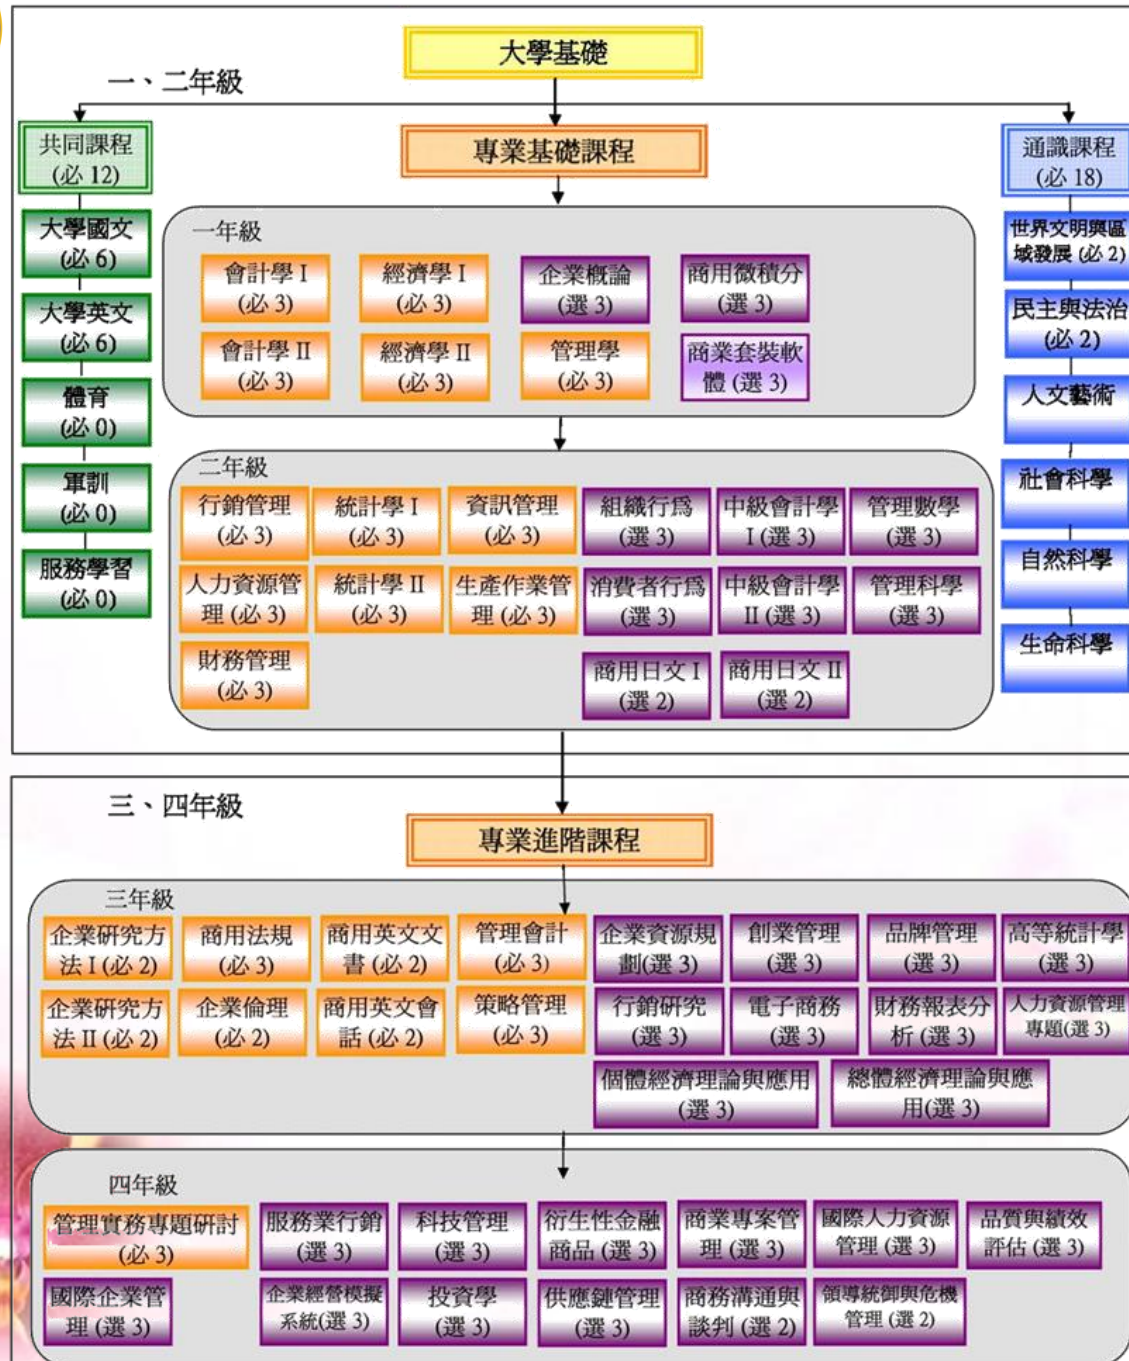 大學基礎
一、二年級
共同課程
(必 12)
大學國文
(必 6)
大學英文
(必 6)
體育
(必 0)
軍訓
(必 0)
服務學習
(必 0)
專業基礎課程
一年級
會計學 I
(必 3)
經濟學 I
(必 3)
企業概論
(選 3)
商用微積分
(選 3)
會計學 II
(必 3)
經濟學 II
(必 3)
管理學
(必 3)
商業套裝軟
體 (選 3)
二年級
行銷管理
(必 3)
統計學 I
(必 3)
資訊管理
(必 3)
組織行為
(選 3)
中級會計學
I (選 3)
管理數學
(選 3)
人力資源管
理 (必 3)
統計學 II
(必 3)
生產作業管
理 (必 3)
消費者行為
(選 3)
中級會計學
II (選 3)
管理科學
(選 3)
財務管理
(必 3)
商用日文 I
(選 2)
商用日文 II
(選 2)
通識課程
(必 18)
世界文明與區
域發展 (必 2)
民主與法治
(必 2)
人文藝術
社會科學
自然科學
生命科學
三、四年級
專業進階課程
三年級
企業研究方
法 I (必 2)
商用法規
(必 3)
商用英文文
書 (必 2)
管理會計
(必 3)
企業資源規
劃(選 3)
創業管理
(選 3)
品牌管理
(選 3)
高等統計學
(選 3)
企業研究方
法 II (必 2)
企業倫理
(必 2)
商用英文會
話 (必 2)
策略管理
(必 3)
行銷研究
(選 3)
電子商務
(選 3)
財務報表分
析 (選 3)
人力資源管理
專題(選 3)
個體經濟理論與應用
(選 3)
總體經濟理論與應
用(選 3)
四年級
管理實務專題研討
(必 3)
服務業行銷
(選 3)
科技管理
(選 3)
衍生性金融
商品 (選 3)
商業專案管
理 (選 3)
國際人力資源
管理 (選 3)
品質與績效
評估 (選 3)
國際企業管
理 (選 3)
企業經營模擬
系統(選 3)
投資學
(選 3)
供應鏈管理
(選 3)
商務溝通與
談判 (選 2)
領導統御與危機
管理 (選 2)